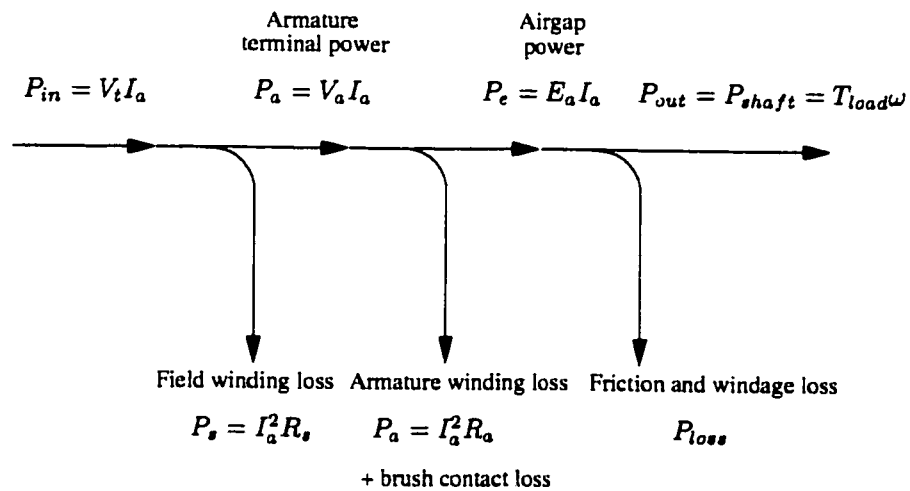 Armature
terminal power
Airgap
power
P_{in} = V_t I_a
P_a = V_a I_a
P_e = E_a I_a
P_{out} = P_{shaft} = T_{load} ω
Field winding loss
P_s = I_a^2 R_s
Armature winding loss
P_a = I_a^2 R_a
+ brush contact loss
Friction and windage loss
P_{loss}